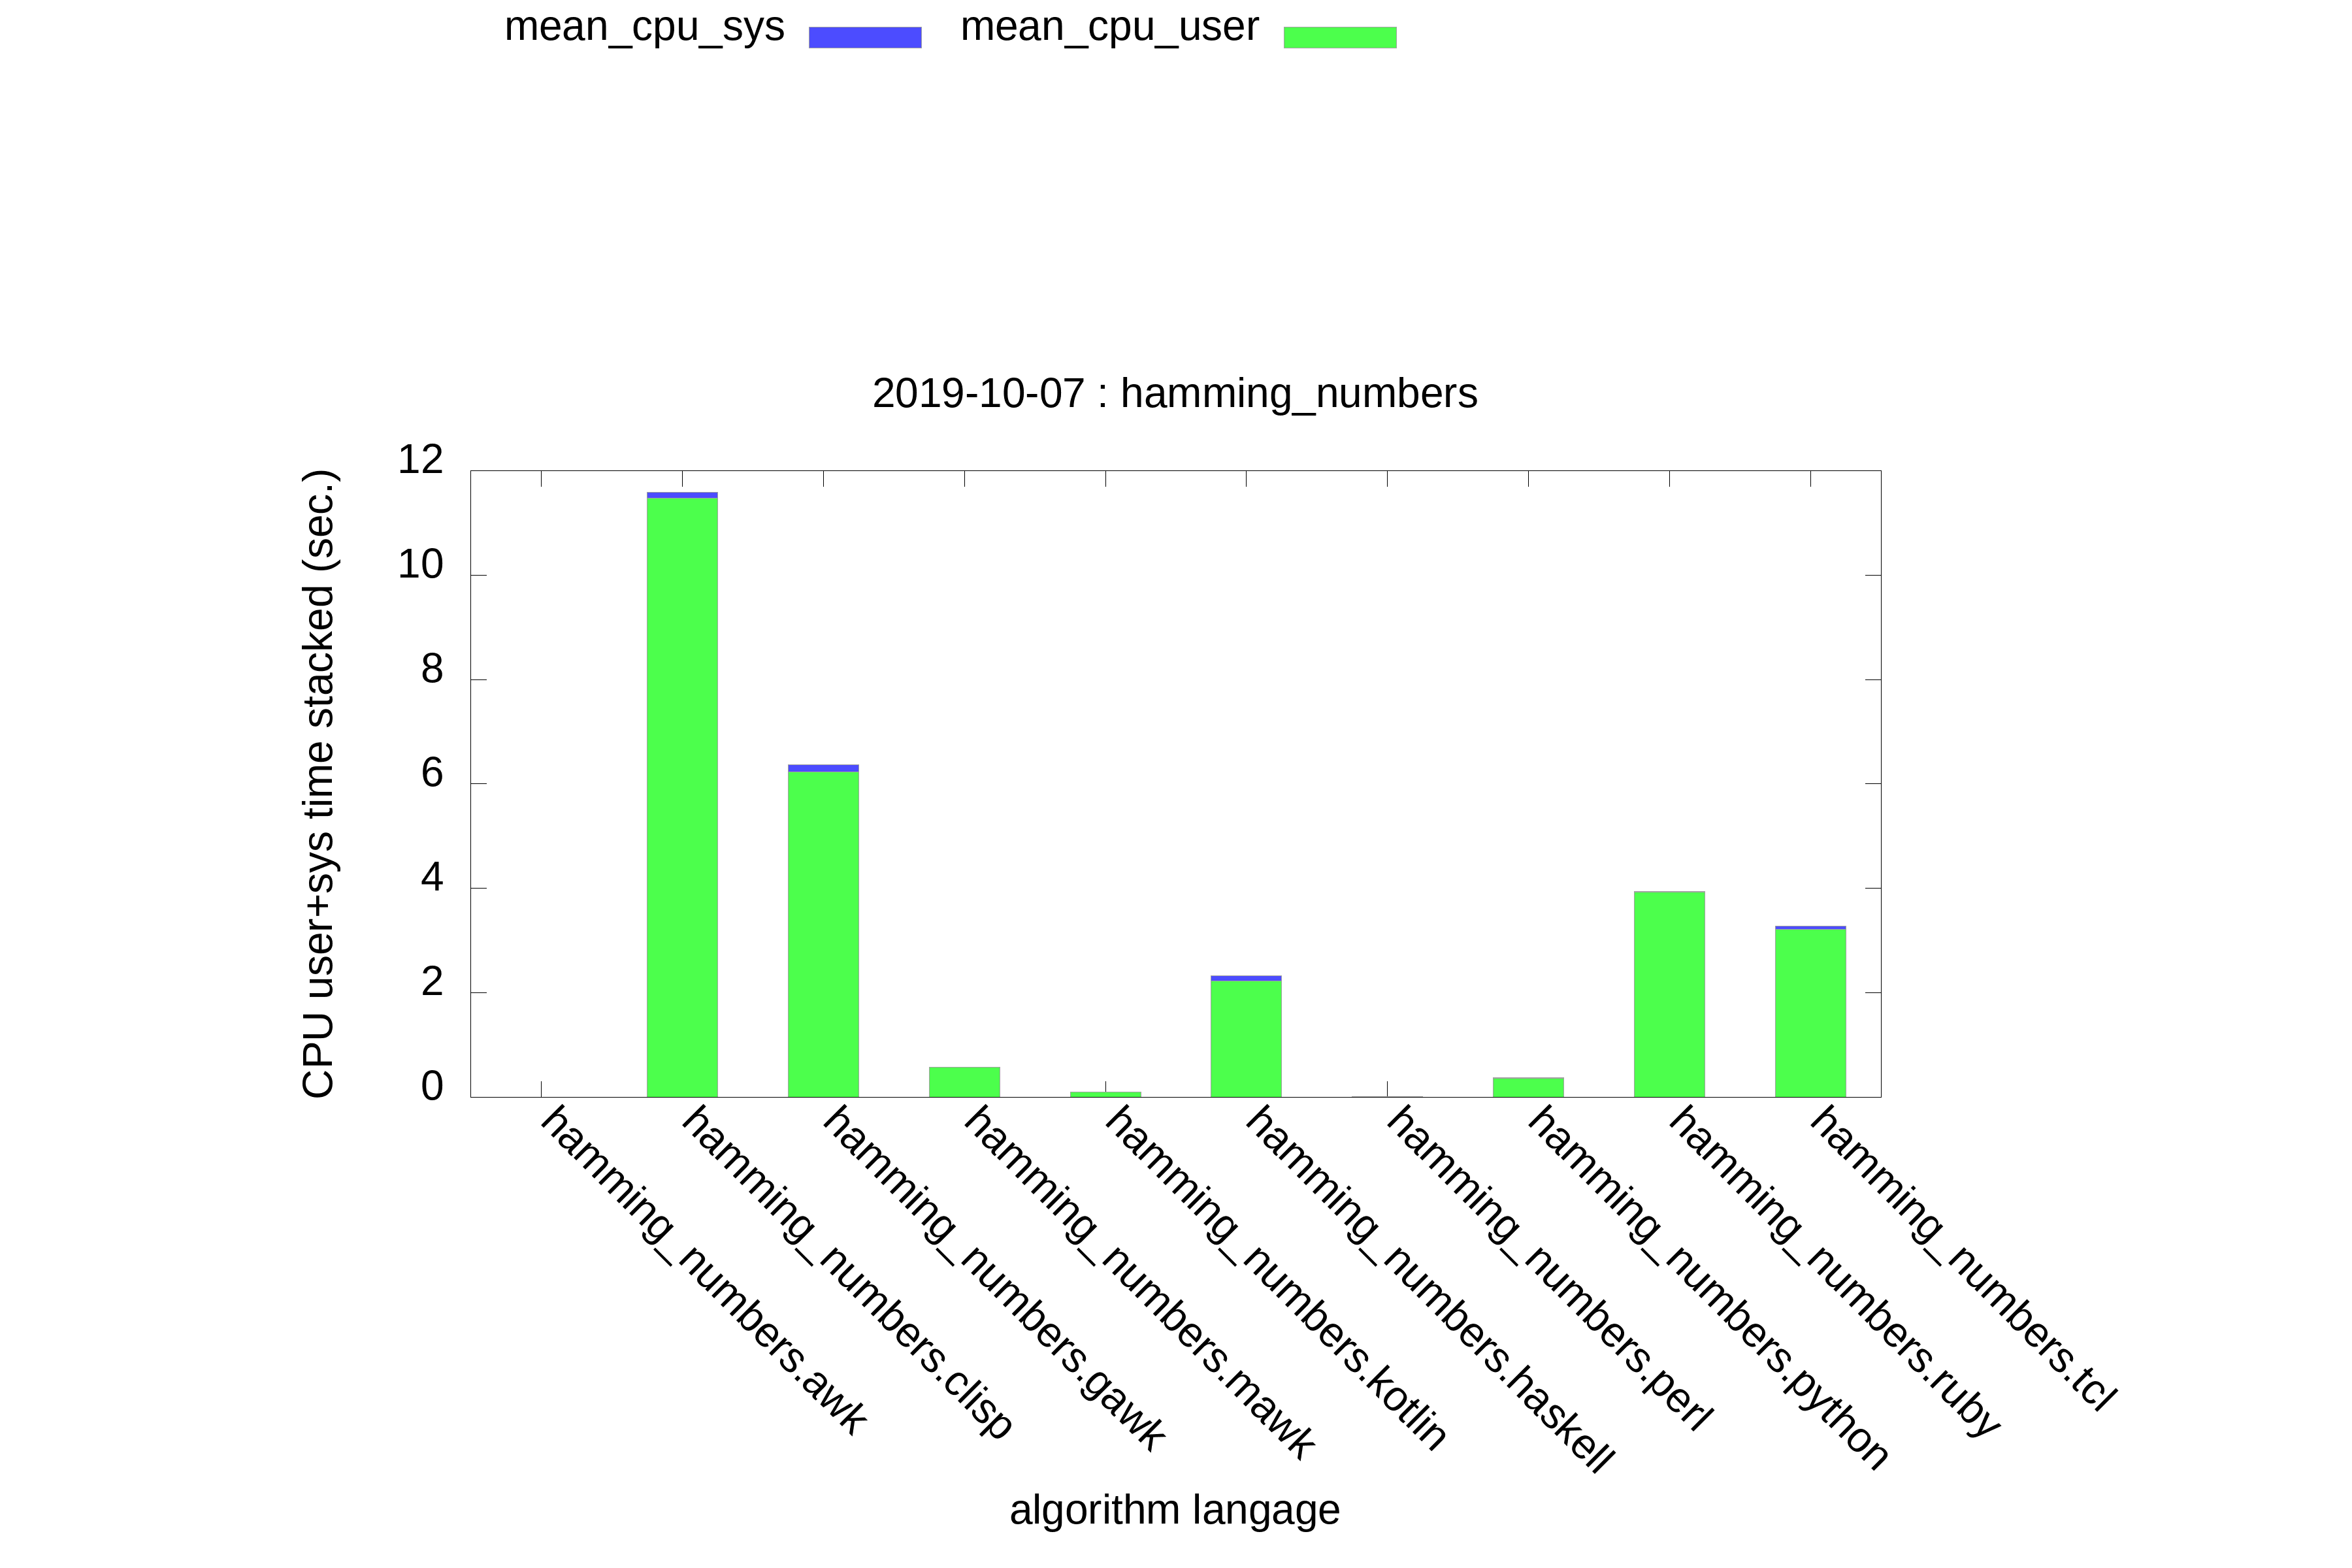 mean_cpu_sys mean_cpu_user
2019-10-07 : hamming_numbers
CPU user+sys time stacked (sec.)
12
10
8
6
4
2
0
hamming_numbers.awk
hamming_numbers.clisp
hamming_numbers.gawk
hamming_numbers.mawk
hamming_numbers.kotlin
hamming_numbers.haskell
hamming_numbers.perl
hamming_numbers.python
hamming_numbers.ruby
hamming_numbers.tcl
algorithm langage